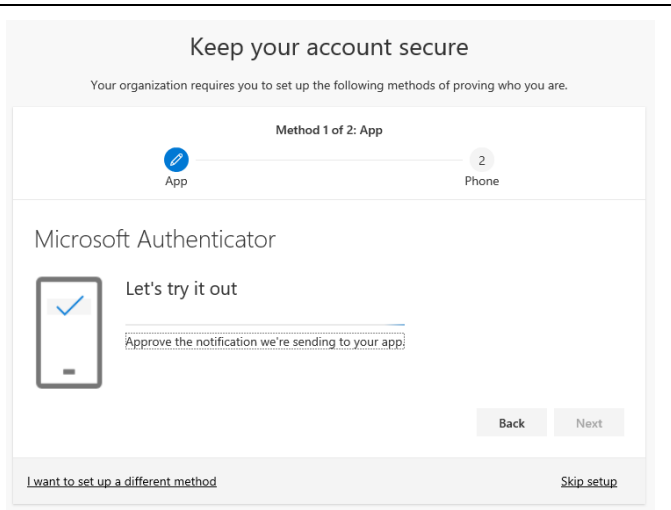 Keep your account secure
Your organization requires you to set up the following methods of proving who you are.
Method 1 of 2: App
2
App
Phone
Microsoft Authenticator
Let's try it out
Approve the notification we're sending to your app.
Back
Next
I want to set up a different method
Skip setup